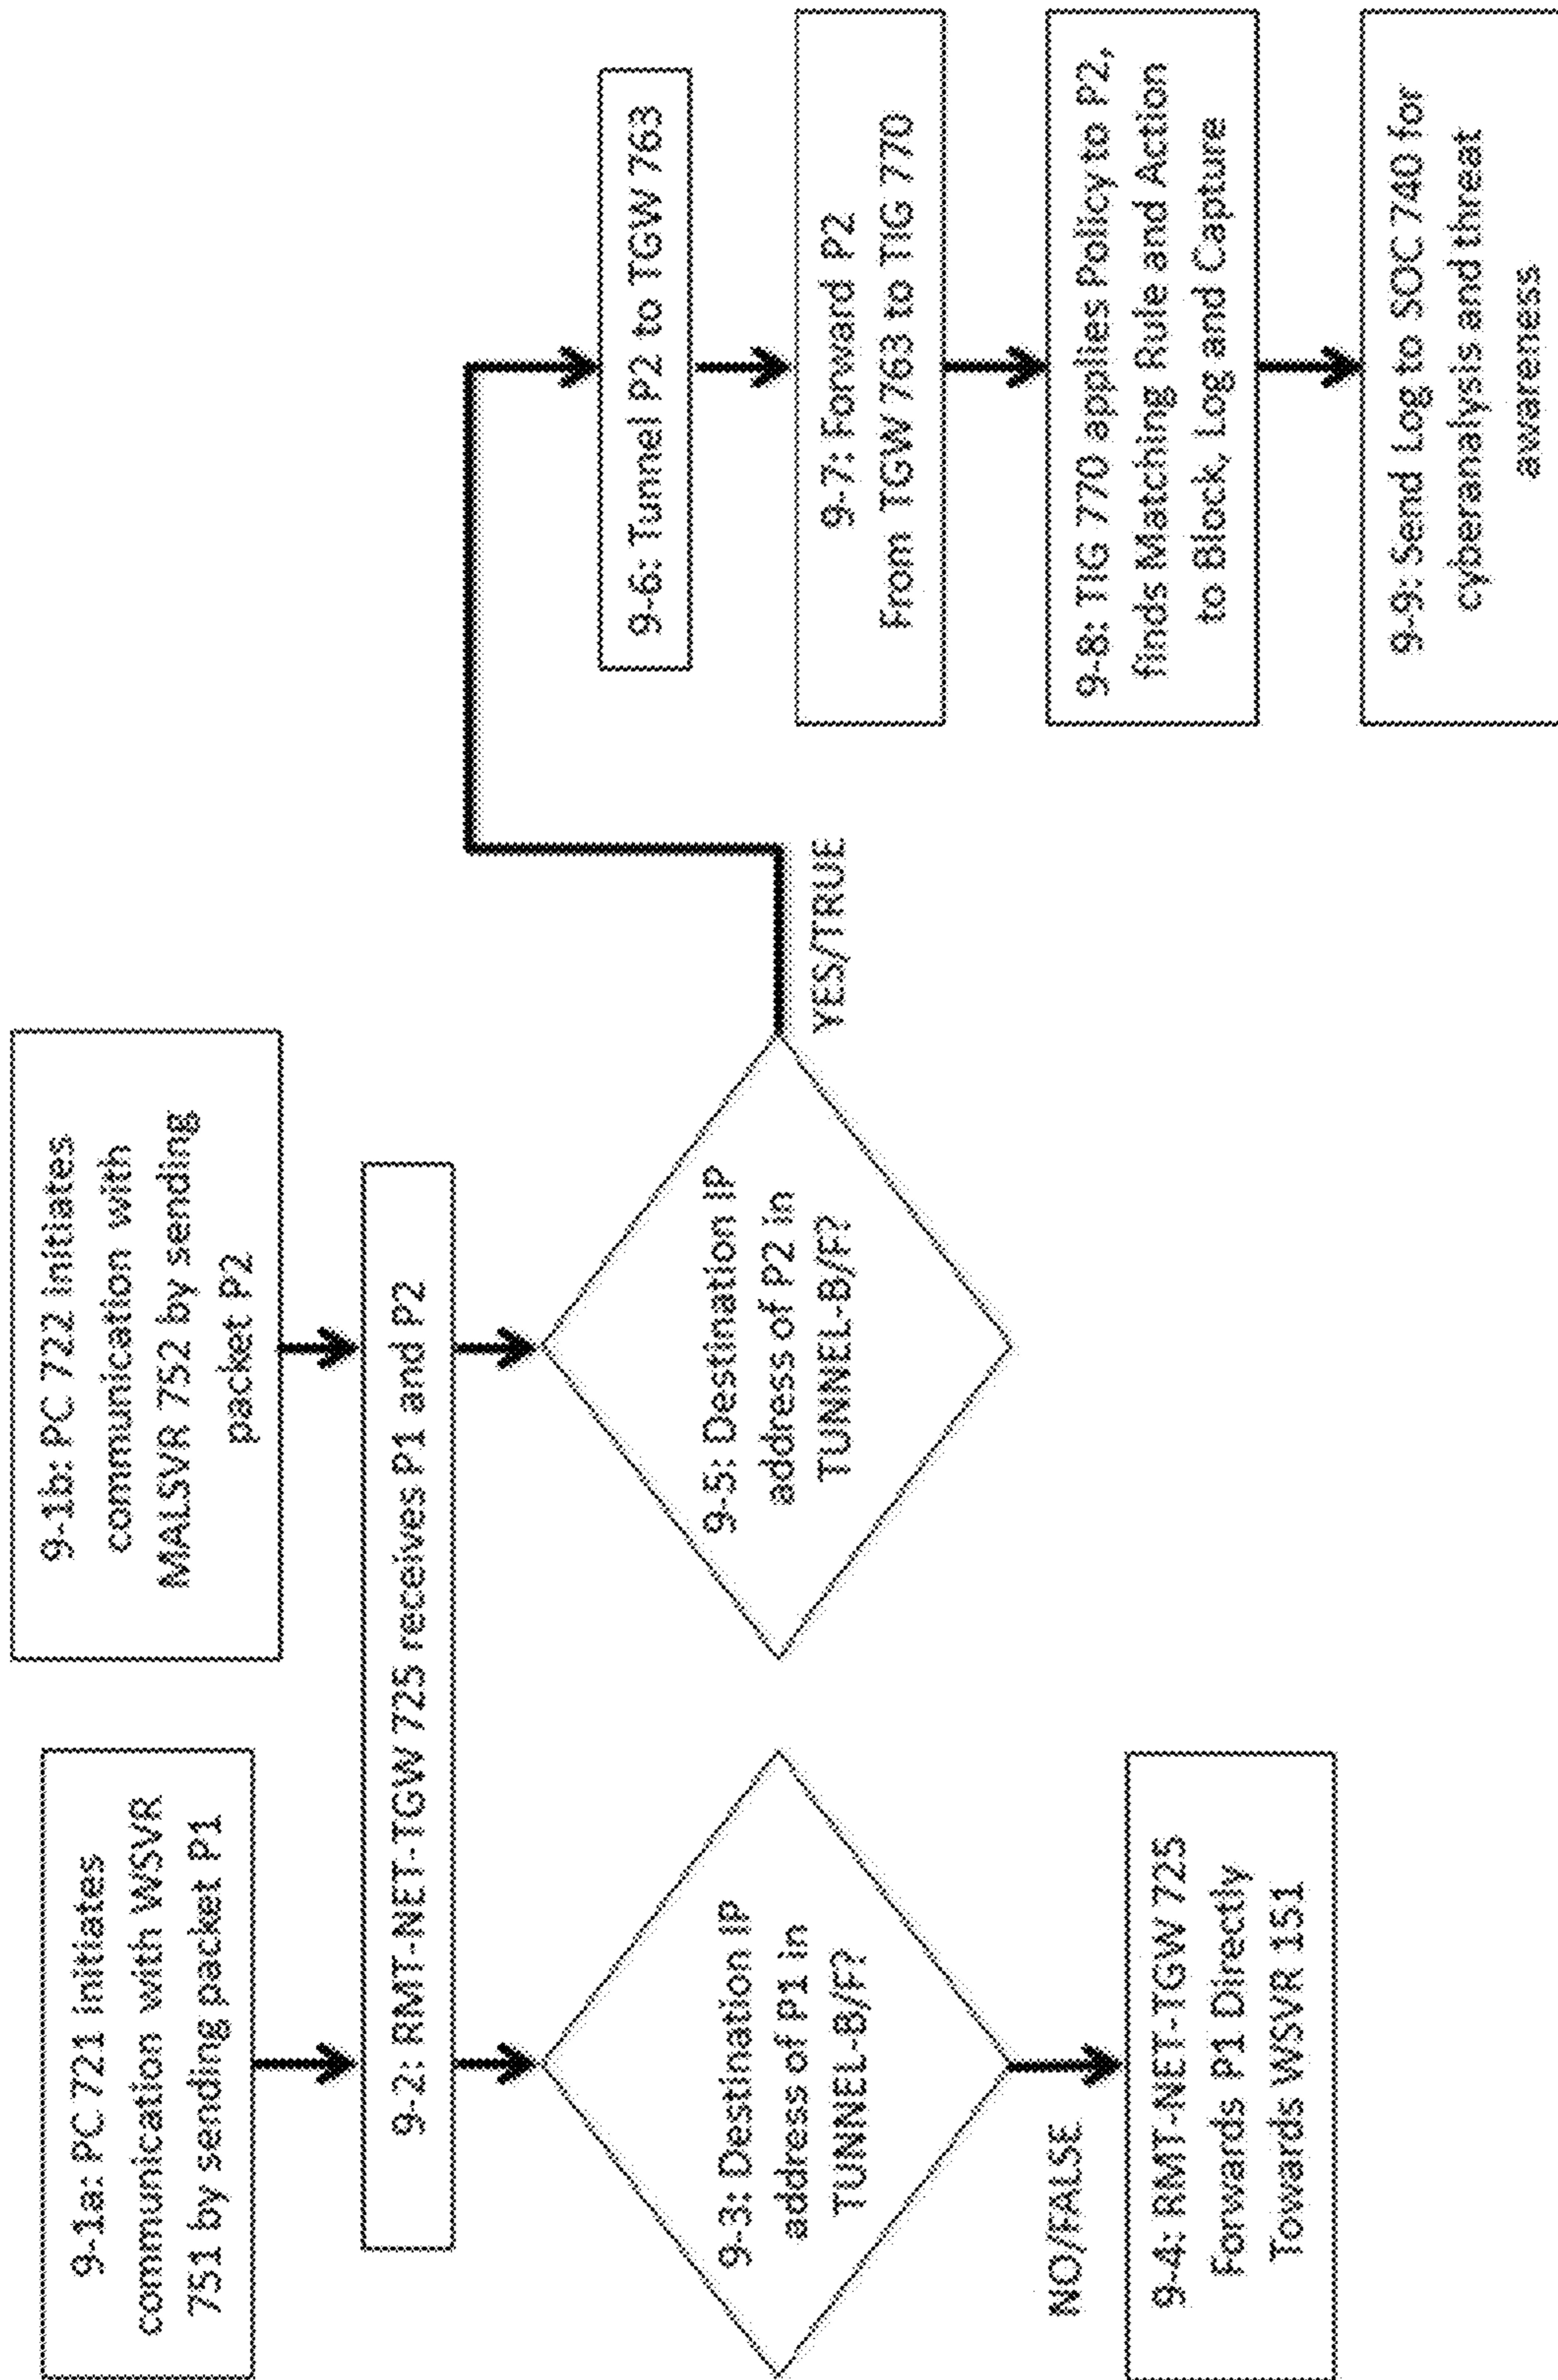 9-1a: PC 721 initiates
communication with WSVR
751 by sending packet P1
9-1b: PC 722 initiates
communication with
MALSVR 752 by sending
packet P2
9-2: RMT-NET-TGW 725 receives P1 and P2
9-3: Destination IP
address of P1 in
TUNNEL-B/F?
NO/FALSE
9-4: RMT-NET-TGW 725
Forwards P1 Directly
Towards WSVR 151
9-5: Destination IP
address of P2 in
TUNNEL-B/F?
YES/TRUE
9-6: Tunnel P2 to TGW 763
9-7: Forward P2
From TGW 763 to TIG 770
9-8: TIG 770 applies Policy to P2,
finds Matching Rule and Action
to Block, Log and Capture
9-9: Send Log to SOC 740 for
cyberanalysis and threat
awareness